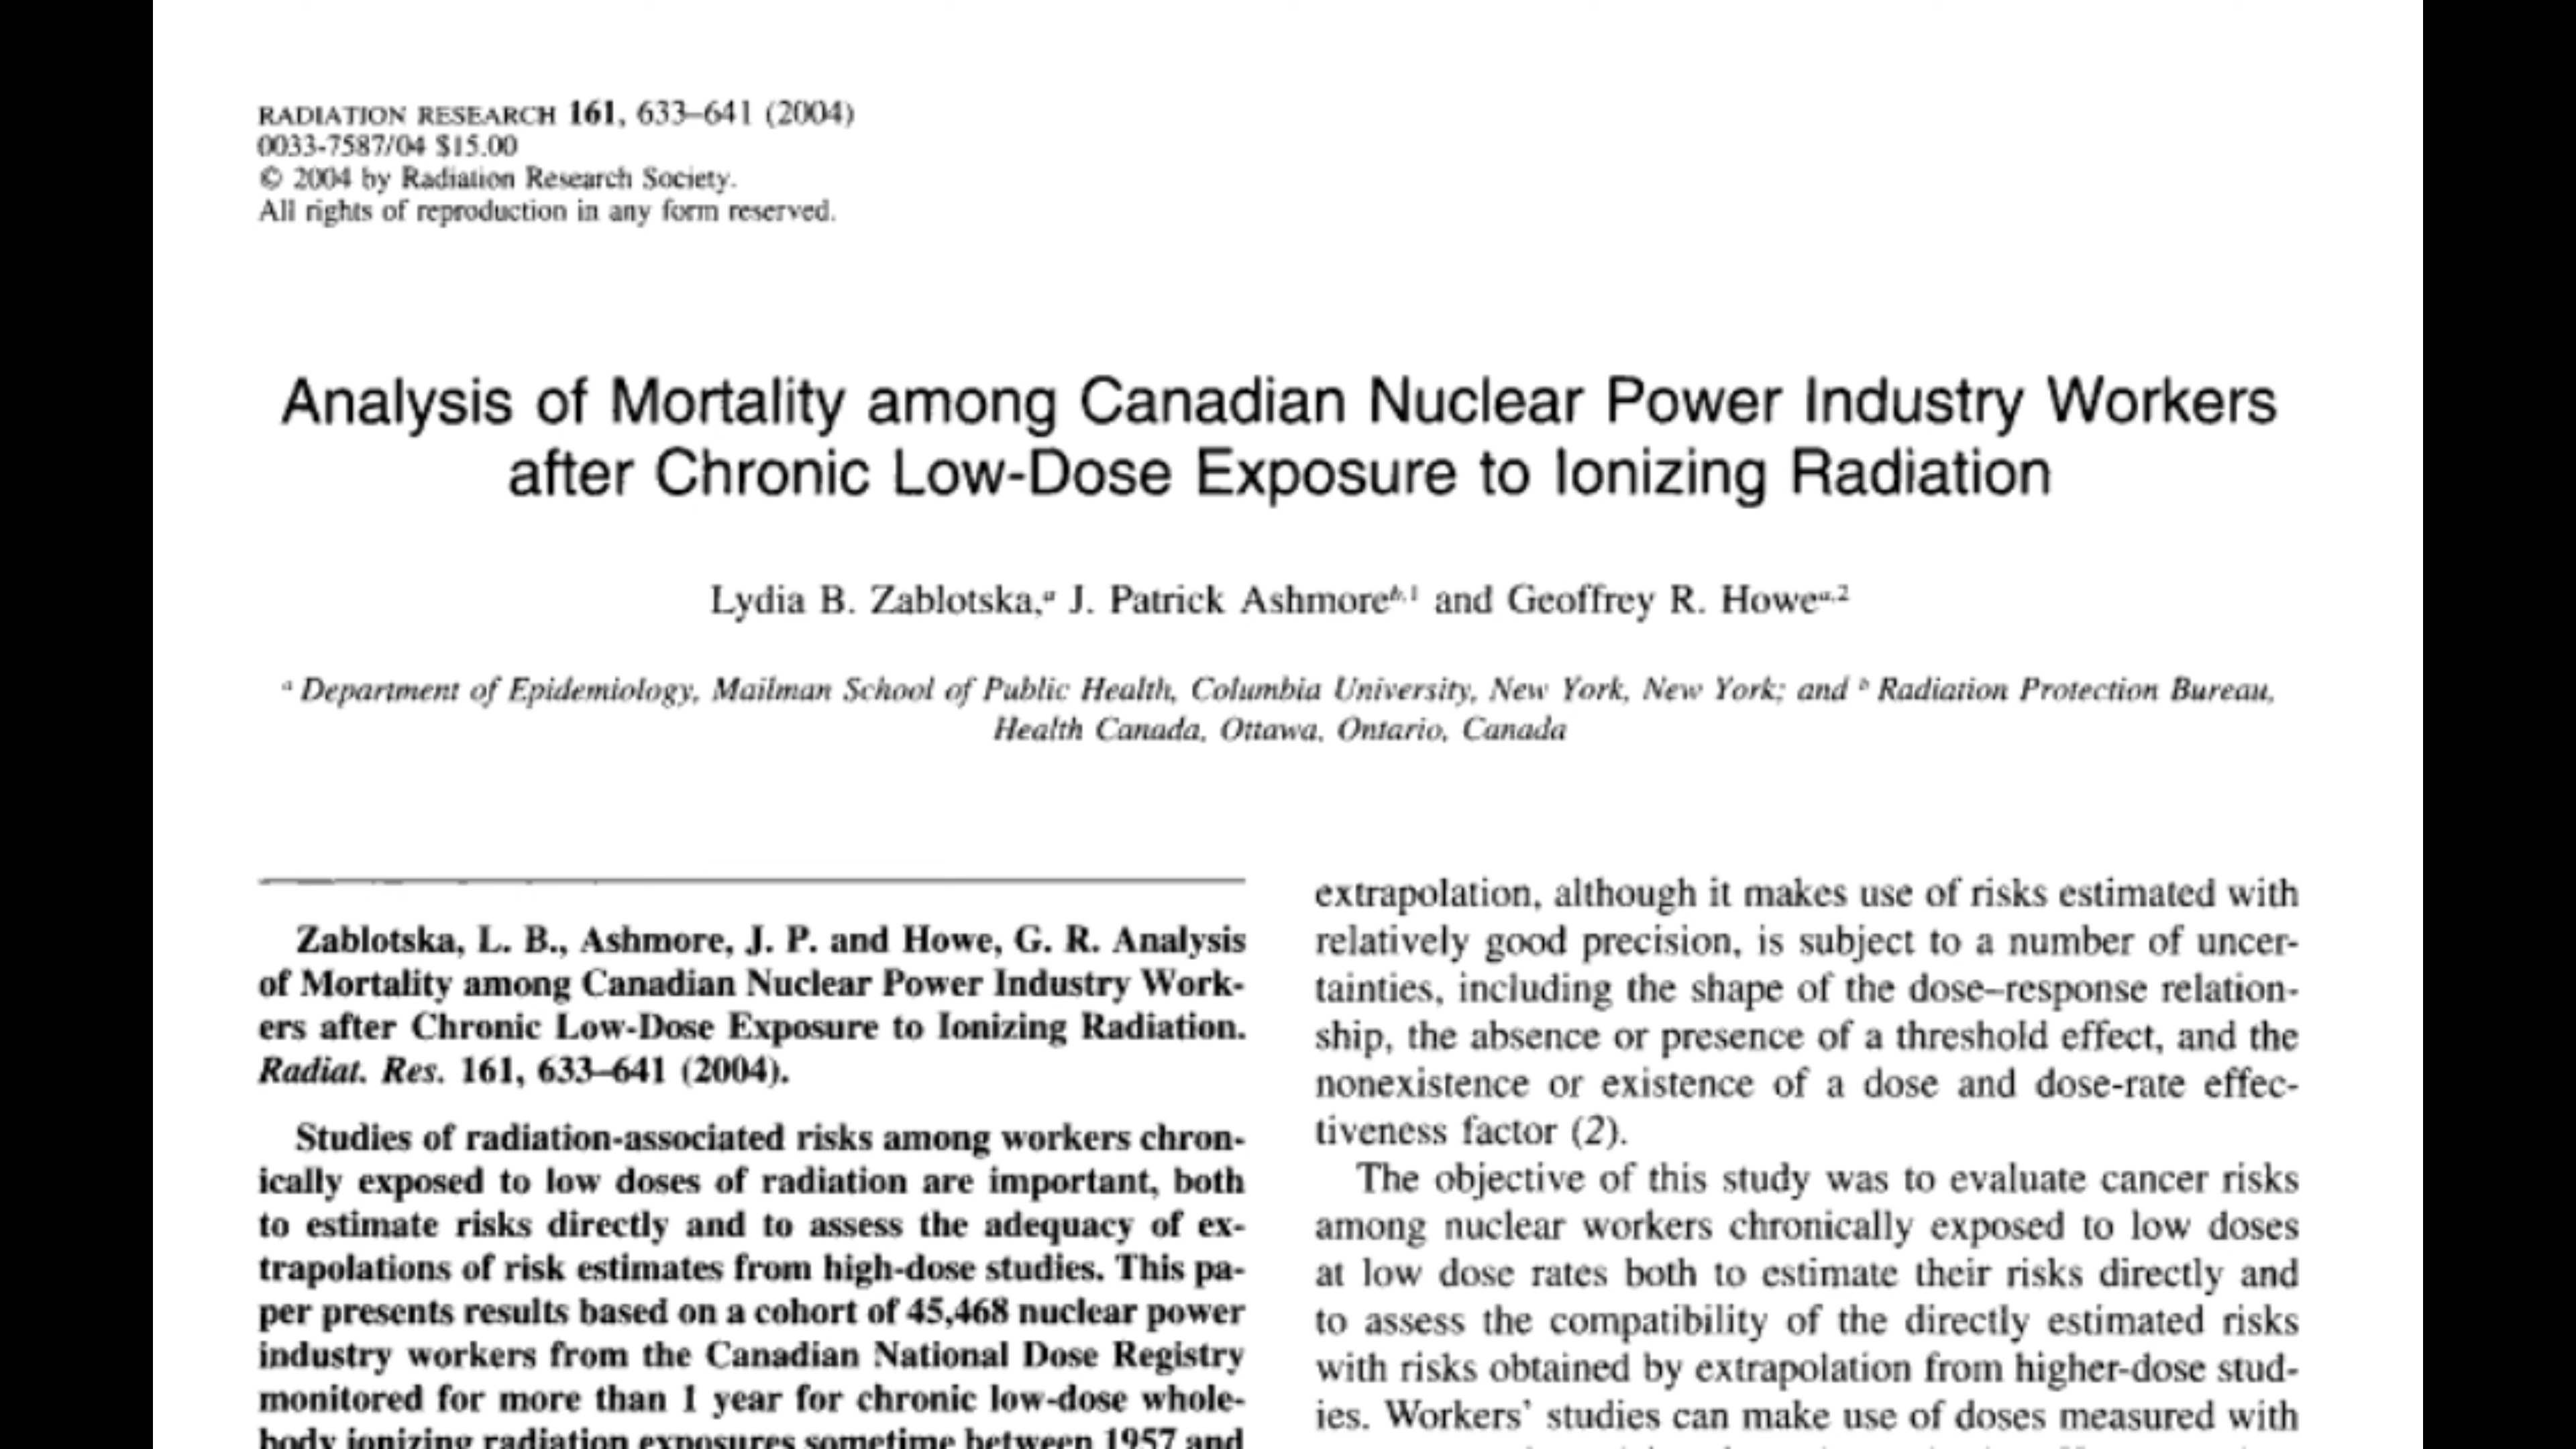 RADIATION RESEARCH 161, 633–641 (2004)
0033-7587/04 $15.00
© 2004 by Radiation Research Society.
All rights of reproduction in any form reserved.
Analysis of Mortality among Canadian Nuclear Power Industry Workers
after Chronic Low-Dose Exposure to Ionizing Radiation
Lydia B. Zablotska,a J. Patrick Ashmoreb,1 and Geoffrey R. Howea,2
a Department of Epidemiology, Mailman School of Public Health, Columbia University, New York, New York; and b Radiation Protection Bureau,
Health Canada, Ottawa, Ontario, Canada
Zablotska, L. B., Ashmore, J. P. and Howe, G. R. Analysis
of Mortality among Canadian Nuclear Power Industry Work-
ers after Chronic Low-Dose Exposure to Ionizing Radiation.
Radiat. Res. 161, 633–641 (2004).
Studies of radiation-associated risks among workers chron-
ically exposed to low doses of radiation are important, both
to estimate risks directly and to assess the adequacy of ex-
trapolations of risk estimates from high-dose studies. This pa-
per presents results based on a cohort of 45,468 nuclear power
industry workers from the Canadian National Dose Registry
monitored for more than 1 year for chronic low-dose whole-
body ionizing radiation exposures sometime between 1957 and
extrapolation, although it makes use of risks estimated with
relatively good precision, is subject to a number of uncer-
tainties, including the shape of the dose–response relation-
ship, the absence or presence of a threshold effect, and the
nonexistence or existence of a dose and dose-rate effec-
tiveness factor (2).
The objective of this study was to evaluate cancer risks
among nuclear workers chronically exposed to low doses
at low dose rates both to estimate their risks directly and
to assess the compatibility of the directly estimated risks
with risks obtained by extrapolation from higher-dose stud-
ies. Workers' studies can make use of doses measured with